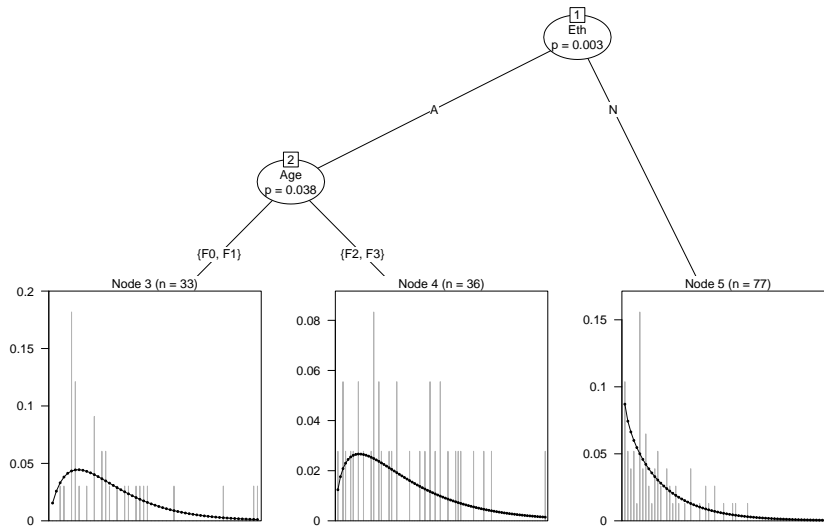 1
Eth
p = 0.003
A
N
2
Age
p = 0.038
{F0, F1}
{F2, F3}
Node 3 (n = 33)
0.2
0.15
0.1
0.05
0
Node 4 (n = 36)
0.08
0.06
0.04
0.02
0
Node 5 (n = 77)
0.15
0.1
0.05
0